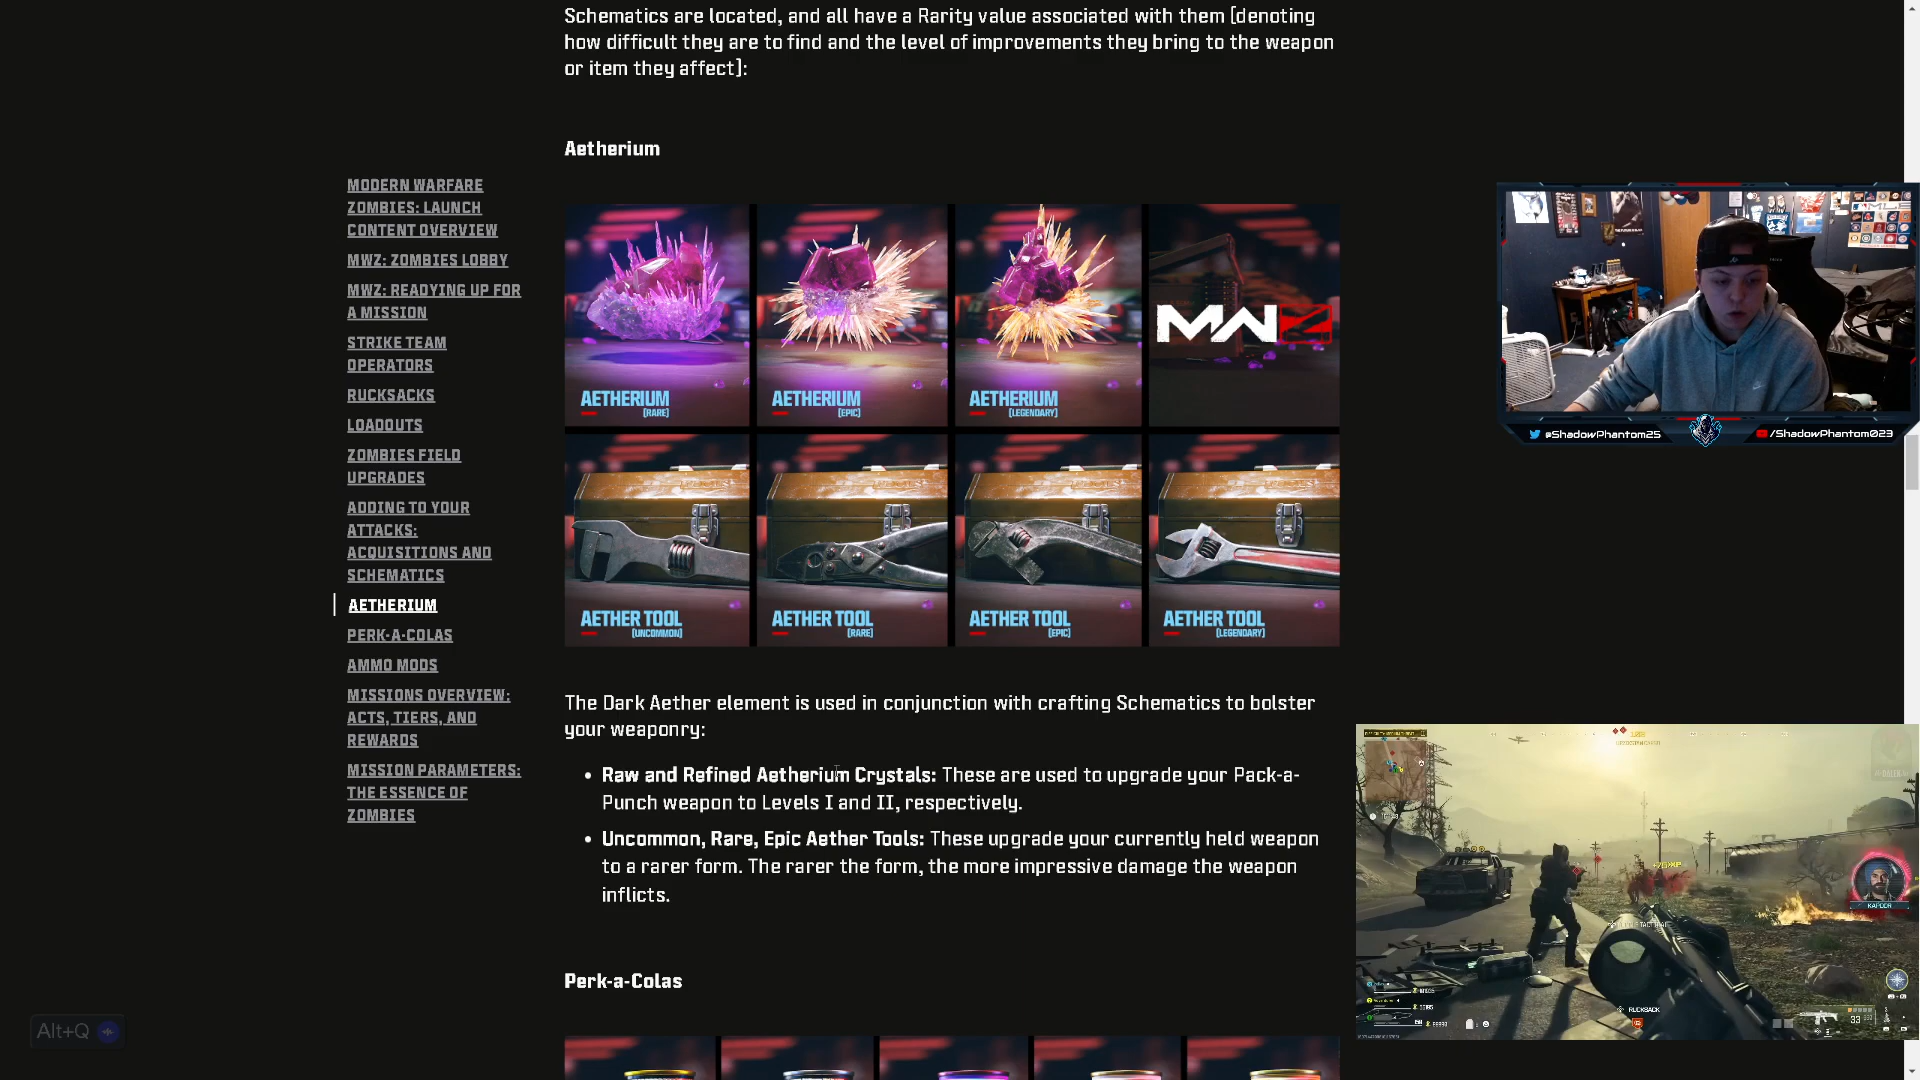 Schematics are located, and all have a Rarity value associated with them [denoting
how difficult they are to find and the level of improvements they bring to the weapon
or item they affect]:
Aetherium
MODERN WARFARE
ZOMBIES: LAUNCH
CONTENT OVERVIEW
MWZ: ZOMBIES LOBBY
MWZ: READYING UP FOR
A MISSION
STRIKE TEAM
OPERATORS
RUCKSACKS
LOADOUTS
ZOMBIES FIELD
UPGRADES
ADDING TO YOUR
ATTACKS:
ACQUISITIONS AND
SCHEMATICS
AETHERIUM
PERK-A-COLAS
AMMO MODS
MISSIONS OVERVIEW:
ACTS, TIERS, AND
REWARDS
MISSION PARAMETERS:
THE ESSENCE OF
ZOMBIES
AETHERIUM
[RARE]
AETHERIUM
[EPIC]
AETHERIUM
[LEGENDARY]
MWZ
AETHER TOOL
[UNCOMMON]
AETHER TOOL
[RARE]
AETHER TOOL
[EPIC]
AETHER TOOL
[LEGENDARY]
The Dark Aether element is used in conjunction with crafting Schematics to bolster
your weaponry:
• Raw and Refined Aetherium Crystals: These are used to upgrade your Pack-a-
Punch weapon to Levels I and II, respectively.
• Uncommon, Rare, Epic Aether Tools: These upgrade your currently held weapon
to a rarer form. The rarer the form, the more impressive damage the weapon
inflicts.
Perk-a-Colas
@ShadowPhantom25
/ShadowPhantom023
KAPOOR
RUCKSACK
33
Alt+Q